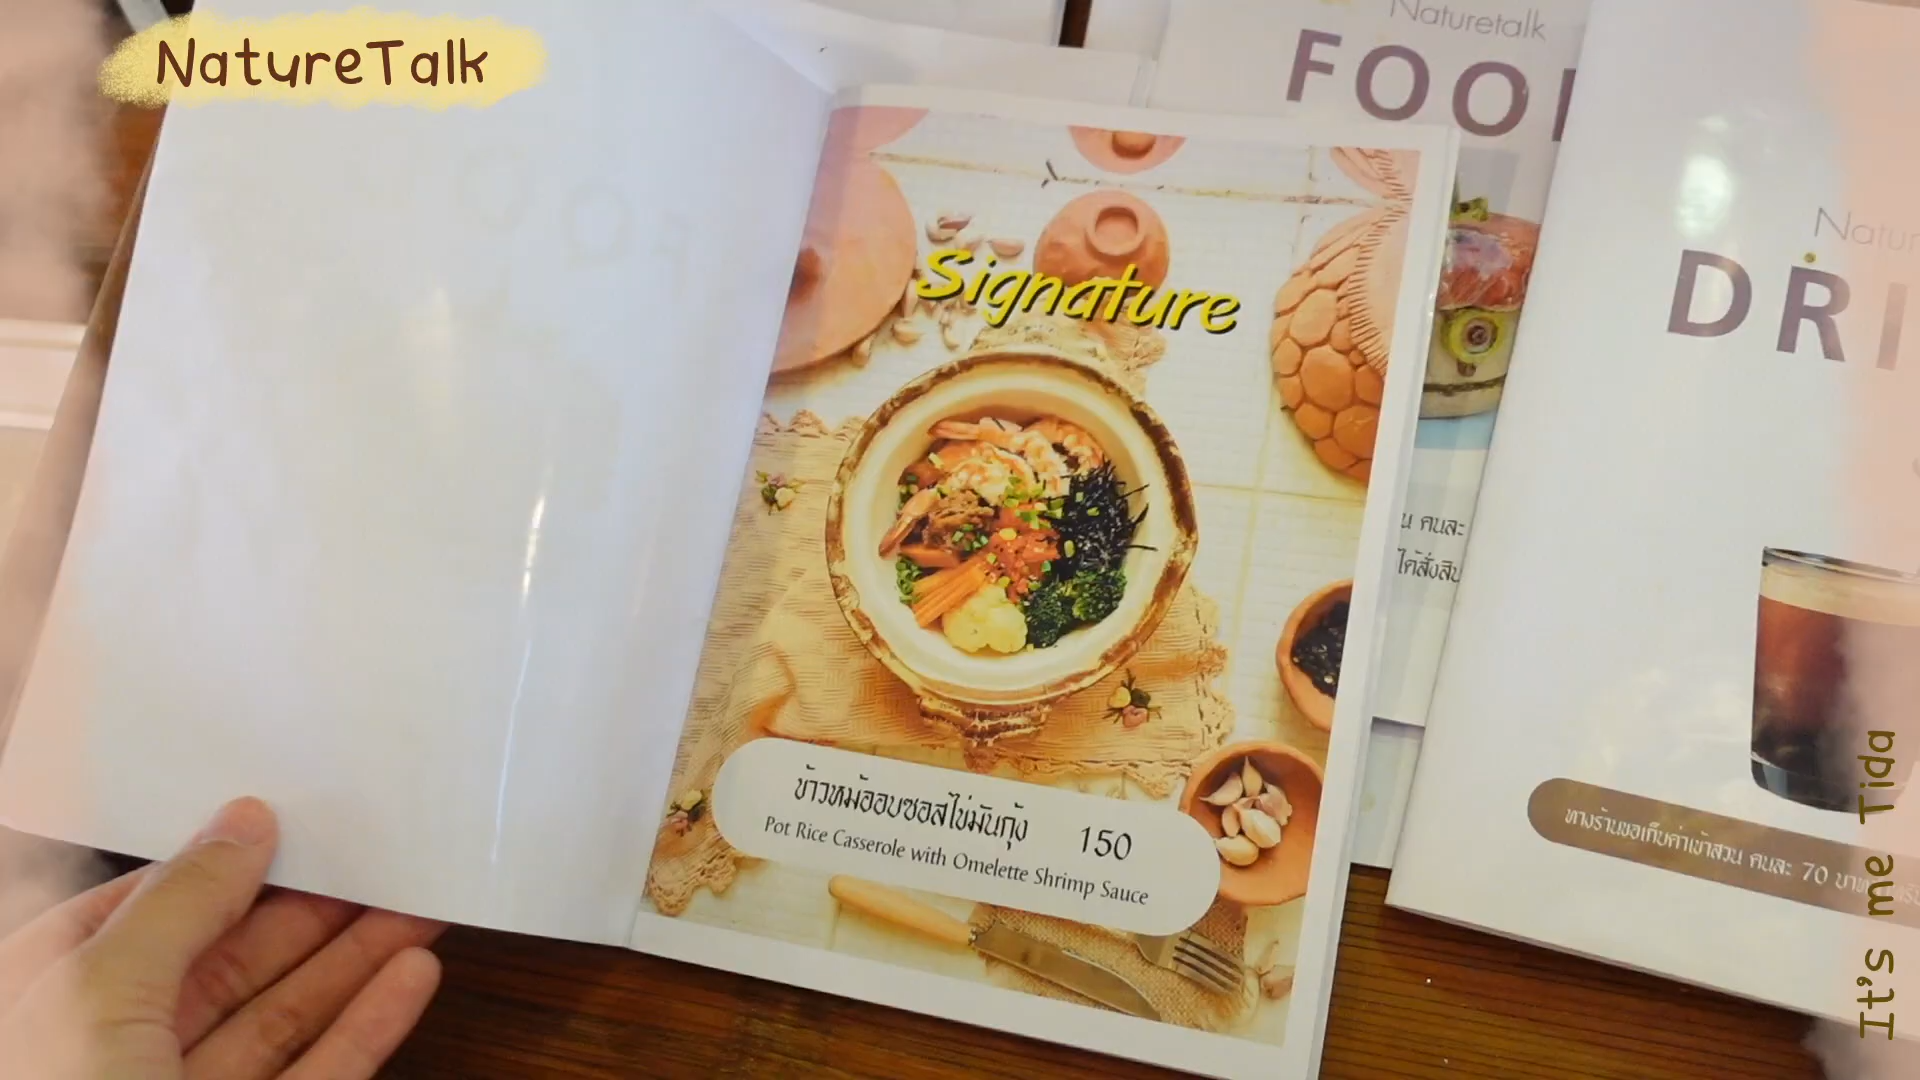 NatureTalk
Naturetalk
FOO
DRI
Signature
น คนละ
ได้สั่งสิน
ข้าวหม้ออบซอสไข่มันกุ้ง 150
Pot Rice Casserole with Omelette Shrimp Sauce
ทางร้านขอเก็บค่าเข้าสวน คนละ 70 บาท
It's me Tida